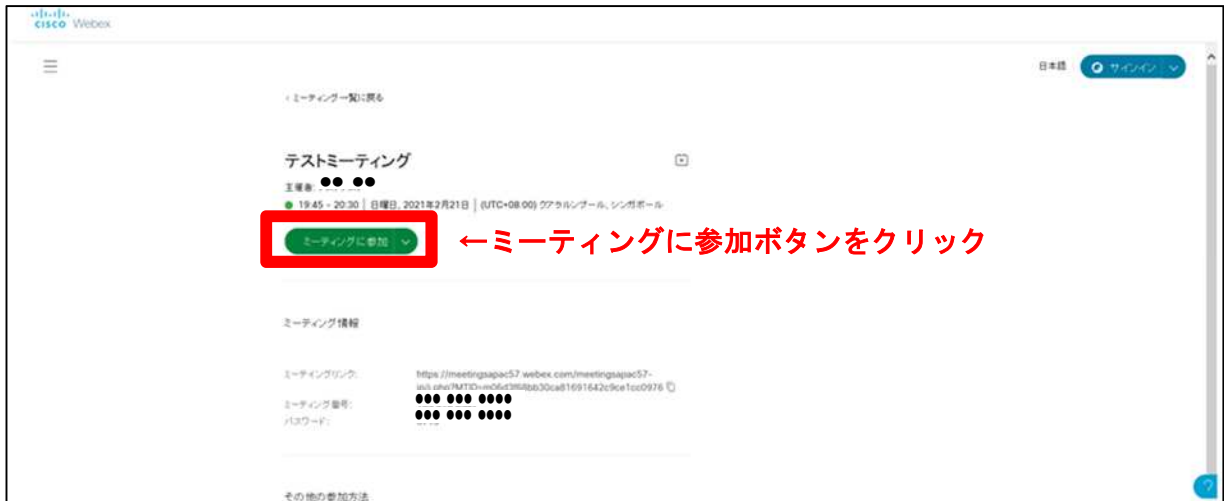 CISCO Webex
日本語 サインイン
‹ ミーティング一覧に戻る
テストミーティング
主催者: ●● ●●
19:45 - 20:30 | 日曜日, 2021年2月21日 | (UTC+08:00) クアラルンプール, シンガポール
ミーティングに参加
←ミーティングに参加ボタンをクリック
ミーティング情報
ミーティングリンク: https://meetingsapac57.webex.com/meetingsapac57-
ミーティング番号: ●●● ●●● ●●●●
パスワード: ●●● ●●● ●●●●
その他の参加方法
?